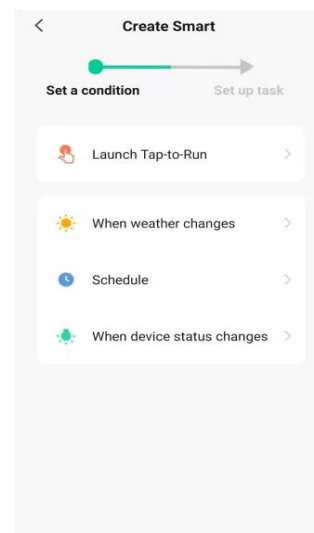 Create Smart
Set a condition
Set up task
Launch Tap-to-Run
When weather changes
Schedule
When device status changes